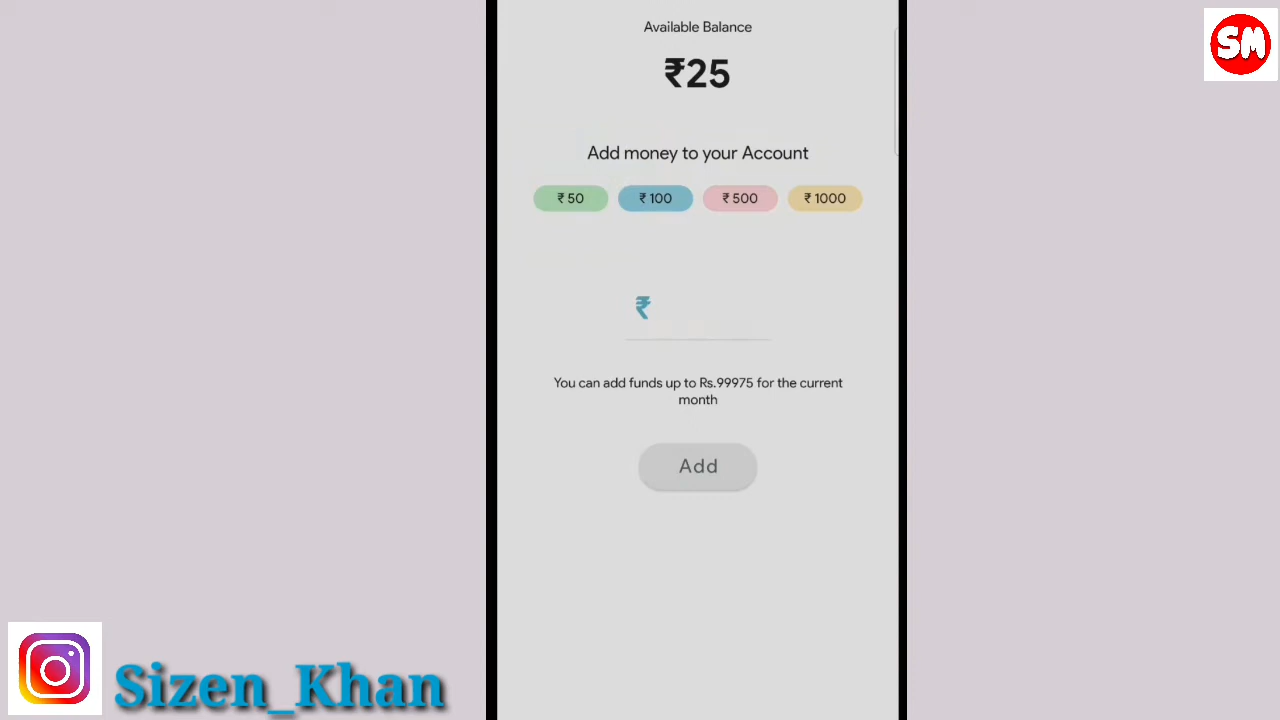 Available Balance
₹25
Add money to your Account
₹ 50 ₹ 100 ₹ 500 ₹ 1000
₹
You can add funds up to Rs.99975 for the current
month
Add
SM
Sizen_Khan